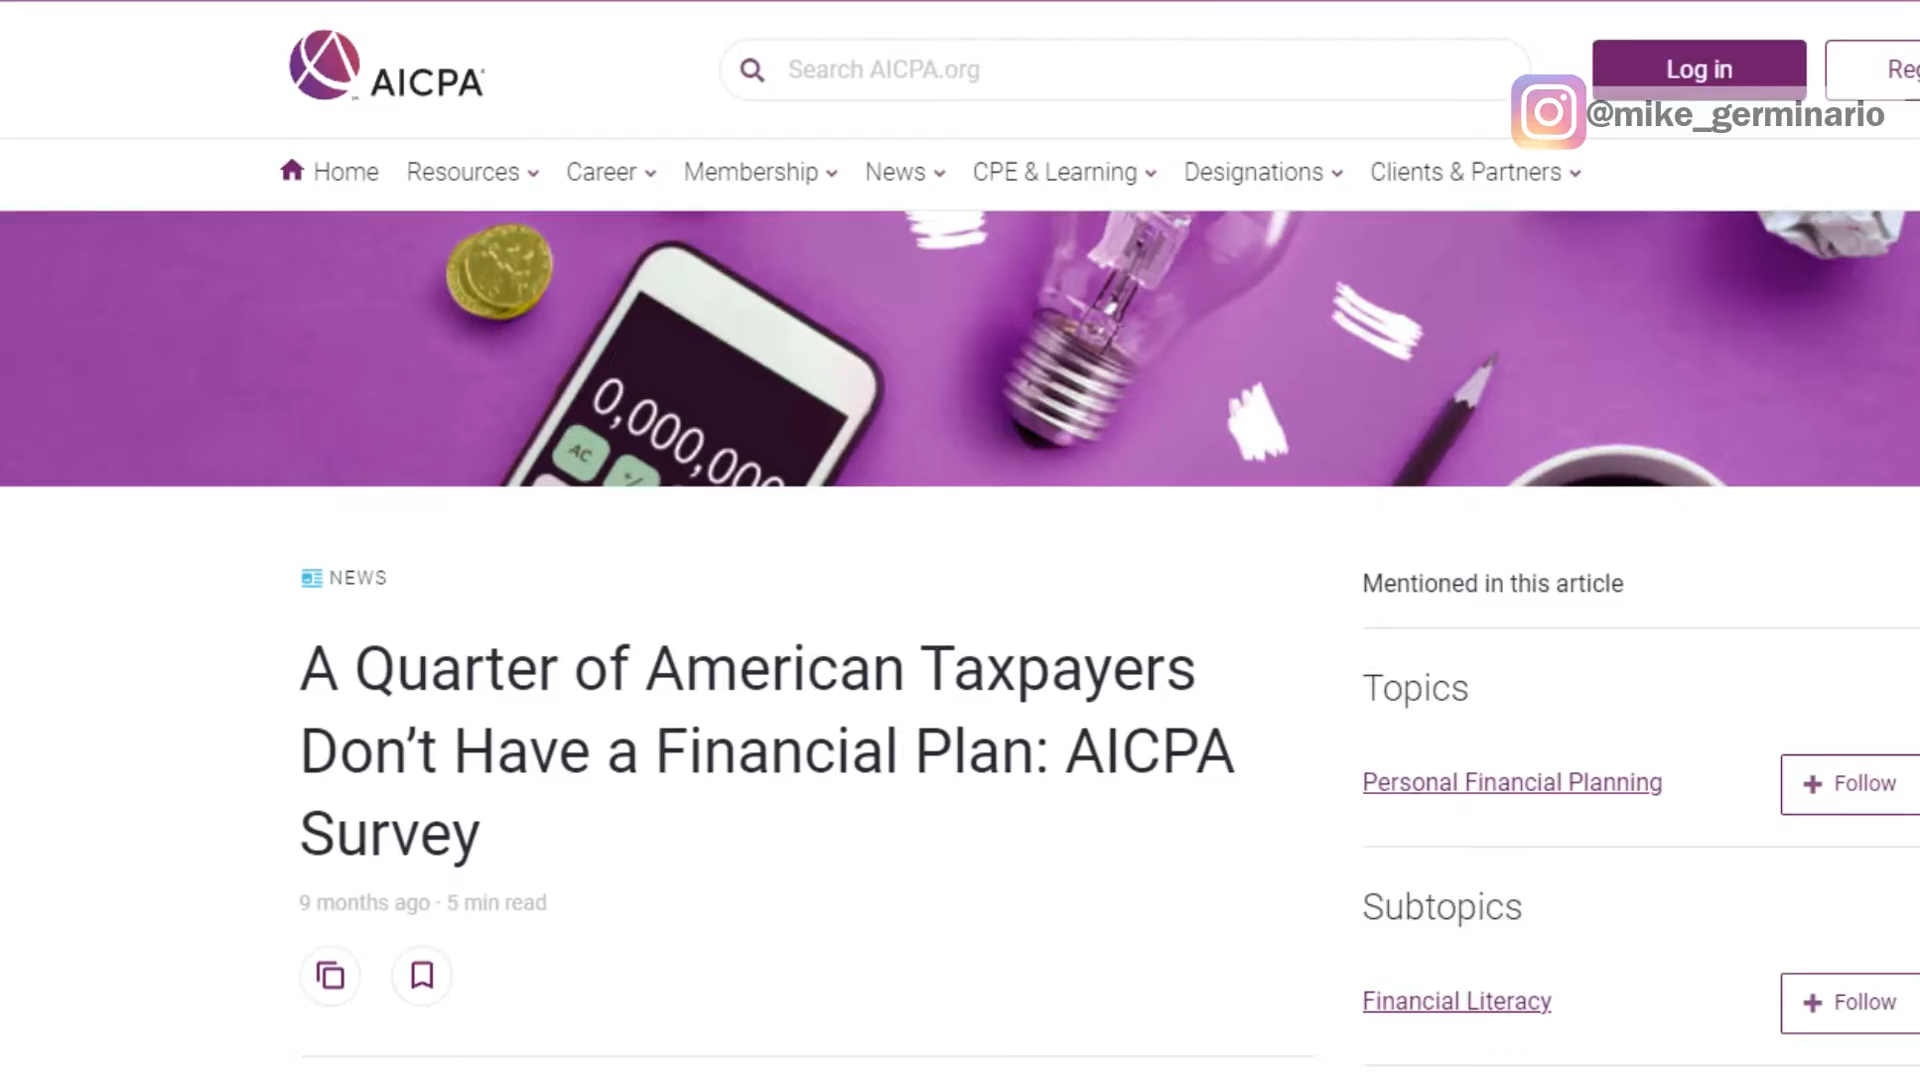 AICPA
Search AICPA.org
Log in
@mike_germinario
Home Resources Career Membership News CPE & Learning Designations Clients & Partners
0,000,000
AC
+/
NEWS
A Quarter of American Taxpayers
Don’t Have a Financial Plan: AICPA
Survey
9 months ago · 5 min read
Mentioned in this article
Topics
Personal Financial Planning
+ Follow
Subtopics
Financial Literacy
+ Follow